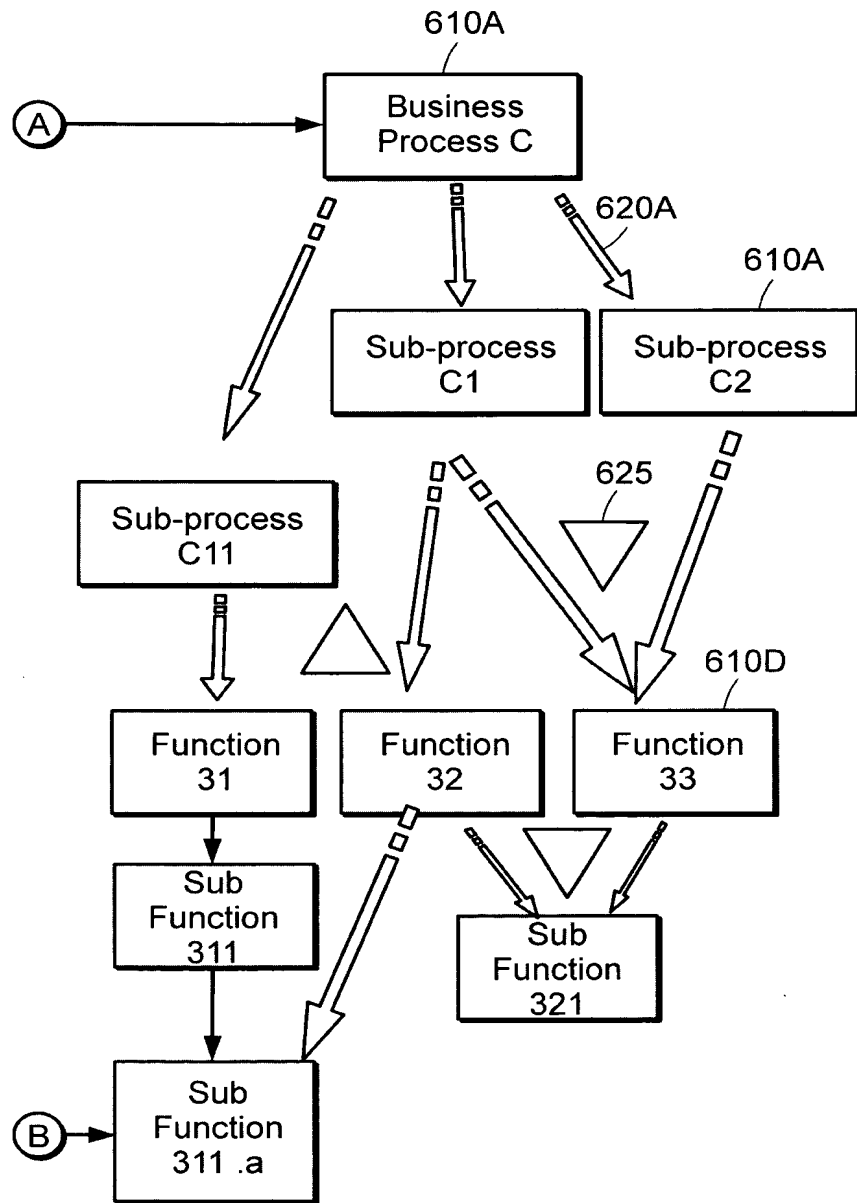 610A
A
Business
Process C
620A
610A
Sub-process
C1
Sub-process
C2
625
Sub-process
C11
610D
Function
31
Function
32
Function
33
Sub
Function
311
Sub
Function
321
B
Sub
Function
311 .a